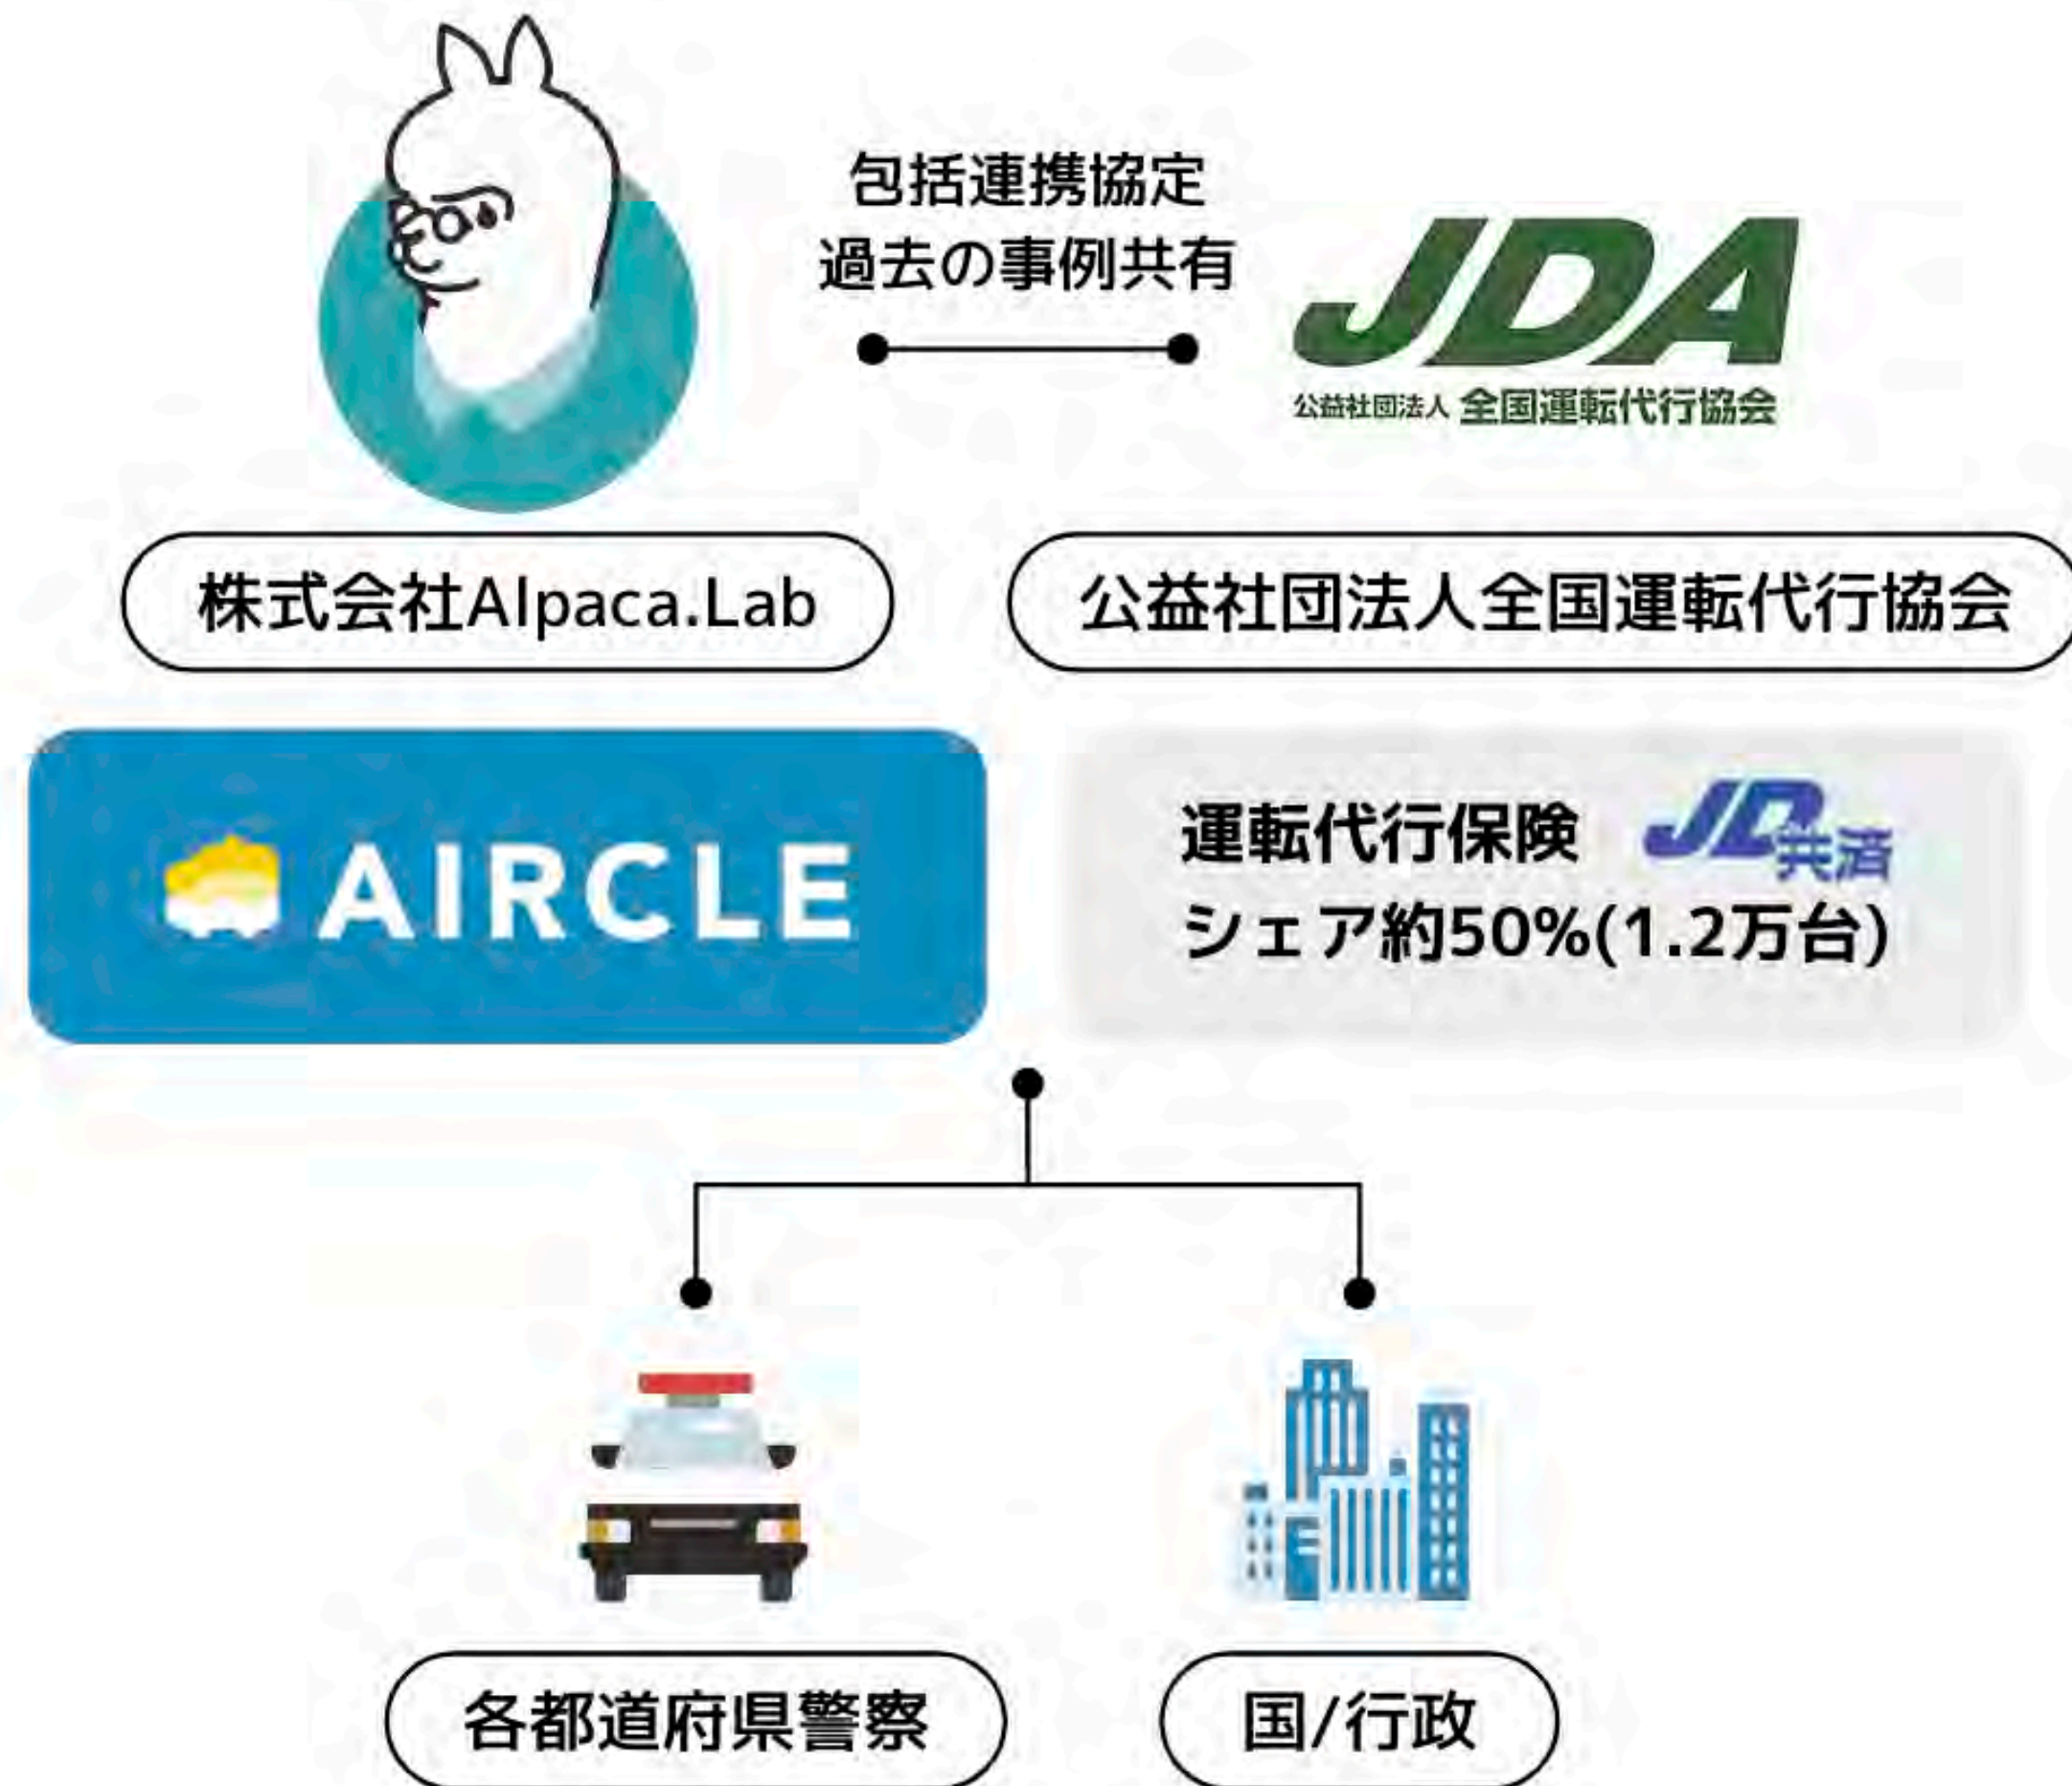 包括連携協定
過去の事例共有
JDA
公益社団法人 全国運転代行協会
株式会社Alpaca.Lab
公益社団法人全国運転代行協会
AIRCLE
運転代行保険 JD共済
シェア約50%(1.2万台)
各都道府県警察
国/行政